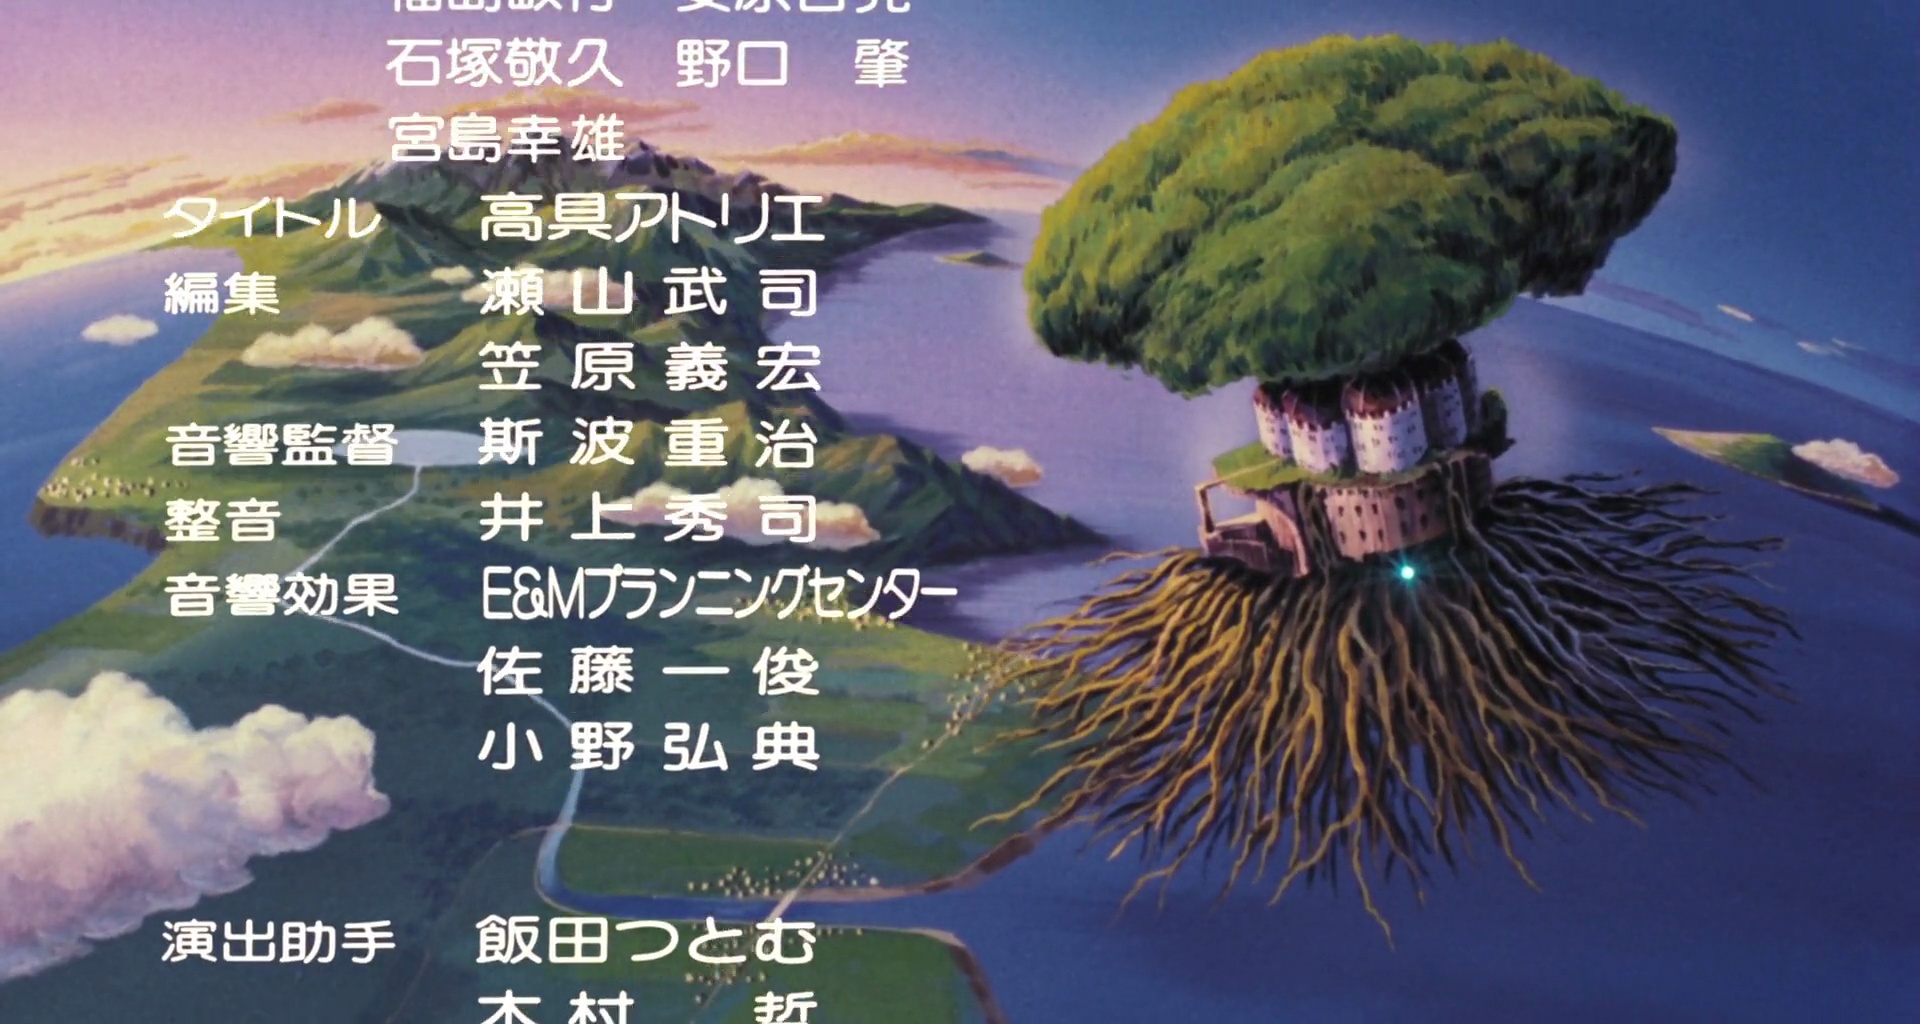 石塚敬久　野口　肇
宮島幸雄
タイトル　高具アトリエ
編集　瀬山武司
笠原義宏
音響監督　斯波重治
整音　井上秀司
音響効果　E&Mプランニングセンター
佐藤一俊
小野弘典
演出助手　飯田つとむ
木村　哲